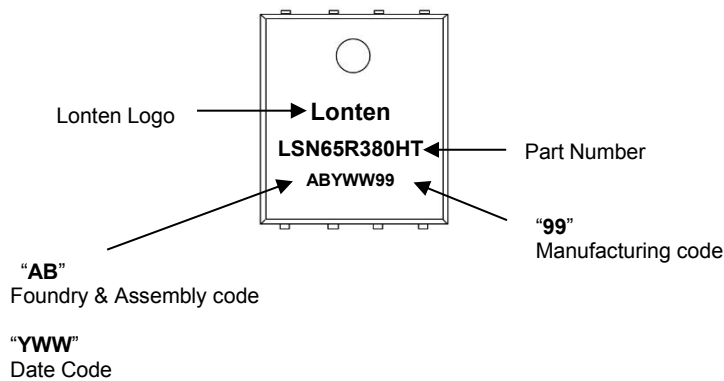 Lonten Logo
Lonten
LSN65R380HT
Part Number
ABYWW99
“99”
Manufacturing code
“AB”
Foundry & Assembly code
“YWW”
Date Code